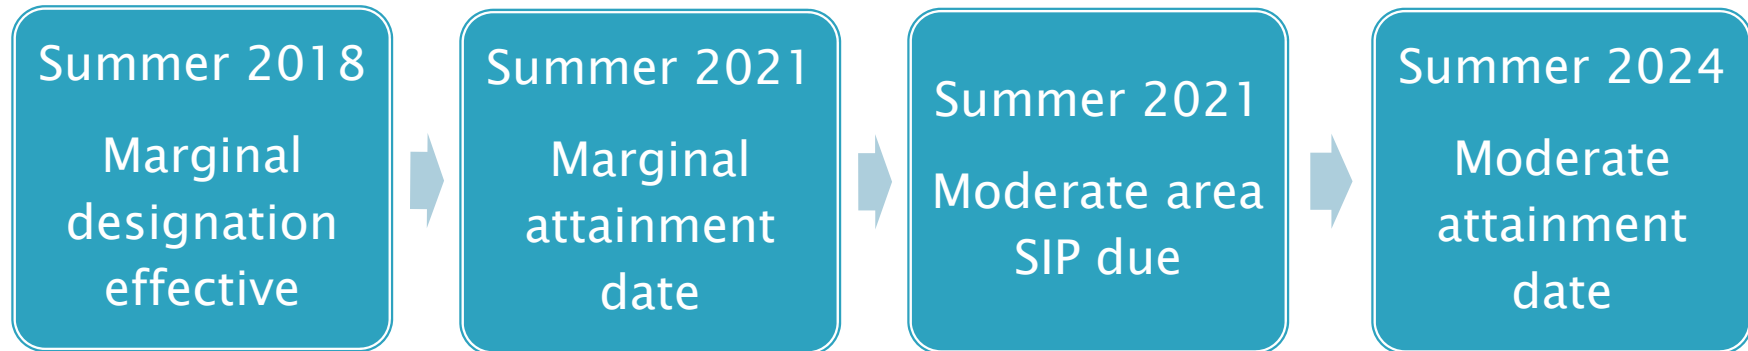 Summer 2018
Marginal
designation
effective
Summer 2021
Marginal
attainment
date
Summer 2021
Moderate area
SIP due
Summer 2024
Moderate
attainment
date